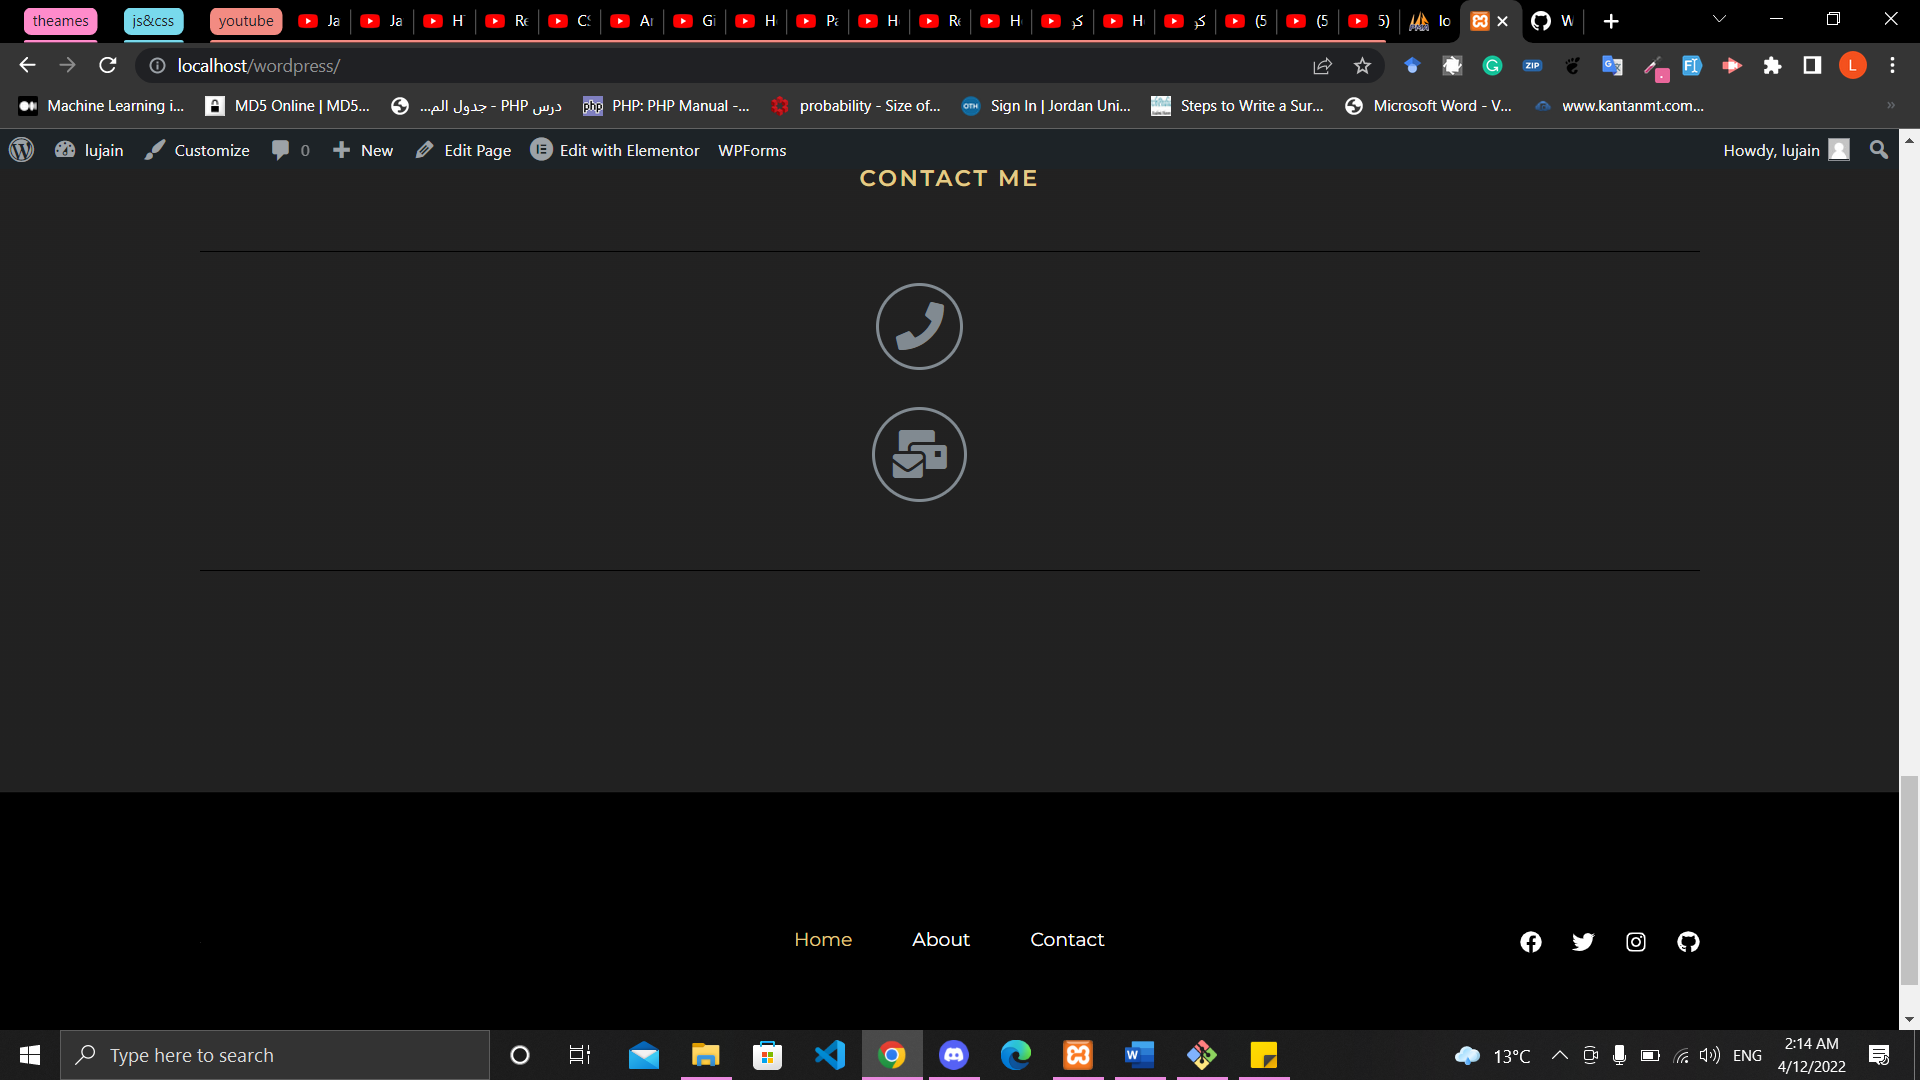 theames js&css youtube Ja Ja H Re CS Ar Gi H Pa H Re H کو H کو (5 (5 5) lo W
localhost/wordpress/
Machine Learning i... MD5 Online | MD5... درس PHP - جدول الم... PHP: PHP Manual -... probability - Size of... Sign In | Jordan Uni... Steps to Write a Sur... Microsoft Word - V... www.kantanmt.com...
lujain Customize 0 New Edit Page Edit with Elementor WPForms Howdy, lujain
CONTACT ME
Home About Contact
Type here to search 13°C ENG 2:14 AM
4/12/2022